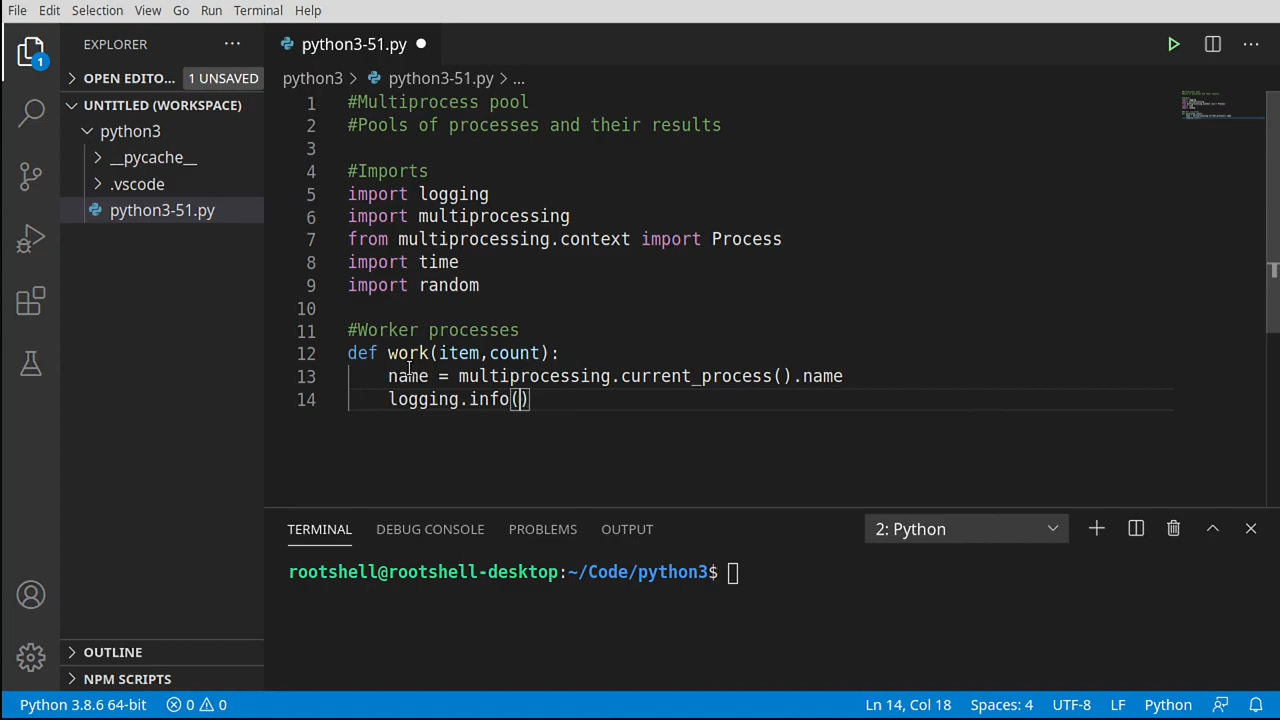 File Edit Selection View Go Run Terminal Help
EXPLORER ...
python3-51.py
1
OPEN EDITO... 1 UNSAVED
UNTITLED (WORKSPACE)
python3
__pycache__
.vscode
python3-51.py
python3 > python3-51.py > ...
1 #Multiprocess pool
2 #Pools of processes and their results
3
4 #Imports
5 import logging
6 import multiprocessing
7 from multiprocessing.context import Process
8 import time
9 import random
10
11 #Worker processes
12 def work(item,count):
13 name = multiprocessing.current_process().name
14 logging.info()
TERMINAL DEBUG CONSOLE PROBLEMS OUTPUT 2: Python
rootshell@rootshell-desktop:~/Code/python3$
OUTLINE
NPM SCRIPTS
Python 3.8.6 64-bit 0 0 Ln 14, Col 18 Spaces: 4 UTF-8 LF Python